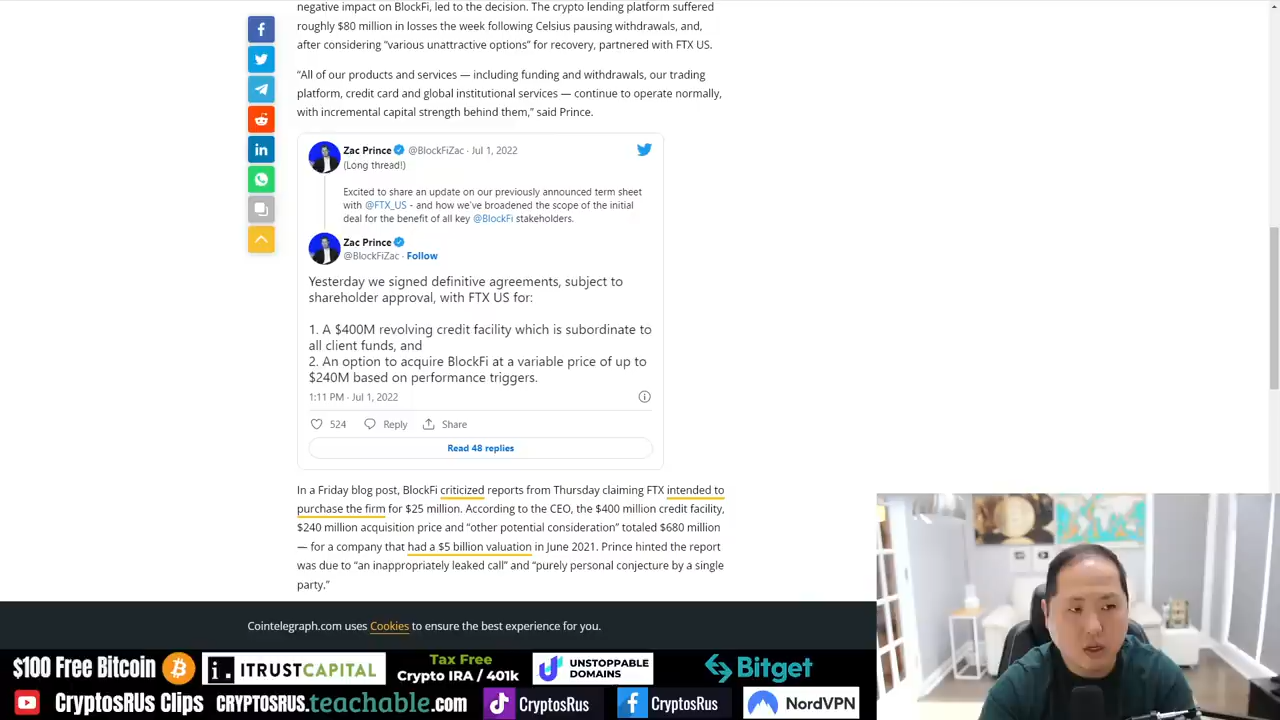 negative impact on BlockFi, led to the decision. The crypto lending platform suffered
roughly $80 million in losses the week following Celsius pausing withdrawals, and,
after considering “various unattractive options” for recovery, partnered with FTX US.
“All of our products and services — including funding and withdrawals, our trading
platform, credit card and global institutional services — continue to operate normally,
with incremental capital strength behind them,” said Prince.
Zac Prince @BlockFiZac · Jul 1, 2022
(Long thread!)
Excited to share an update on our previously announced term sheet
with @FTX_US - and how we've broadened the scope of the initial
deal for the benefit of all key @BlockFi stakeholders.
Zac Prince
@BlockFiZac · Follow
Yesterday we signed definitive agreements, subject to
shareholder approval, with FTX US for:
1. A $400M revolving credit facility which is subordinate to
all client funds, and
2. An option to acquire BlockFi at a variable price of up to
$240M based on performance triggers.
1:11 PM · Jul 1, 2022
524 Reply Share
Read 48 replies
In a Friday blog post, BlockFi criticized reports from Thursday claiming FTX intended to
purchase the firm for $25 million. According to the CEO, the $400 million credit facility,
$240 million acquisition price and “other potential consideration” totaled $680 million
— for a company that had a $5 billion valuation in June 2021. Prince hinted the report
was due to “an inappropriately leaked call” and “purely personal conjecture by a single
party.”
Cointelegraph.com uses Cookies to ensure the best experience for you.
$100 Free Bitcoin
ITRUSTCAPITAL
Tax Free
Crypto IRA / 401k
UNSTOPPABLE
DOMAINS
Bitget
CryptosRUs Clips
CRYPTOSRUS.teachable.com
CryptosRus
CryptosRus
NordVPN